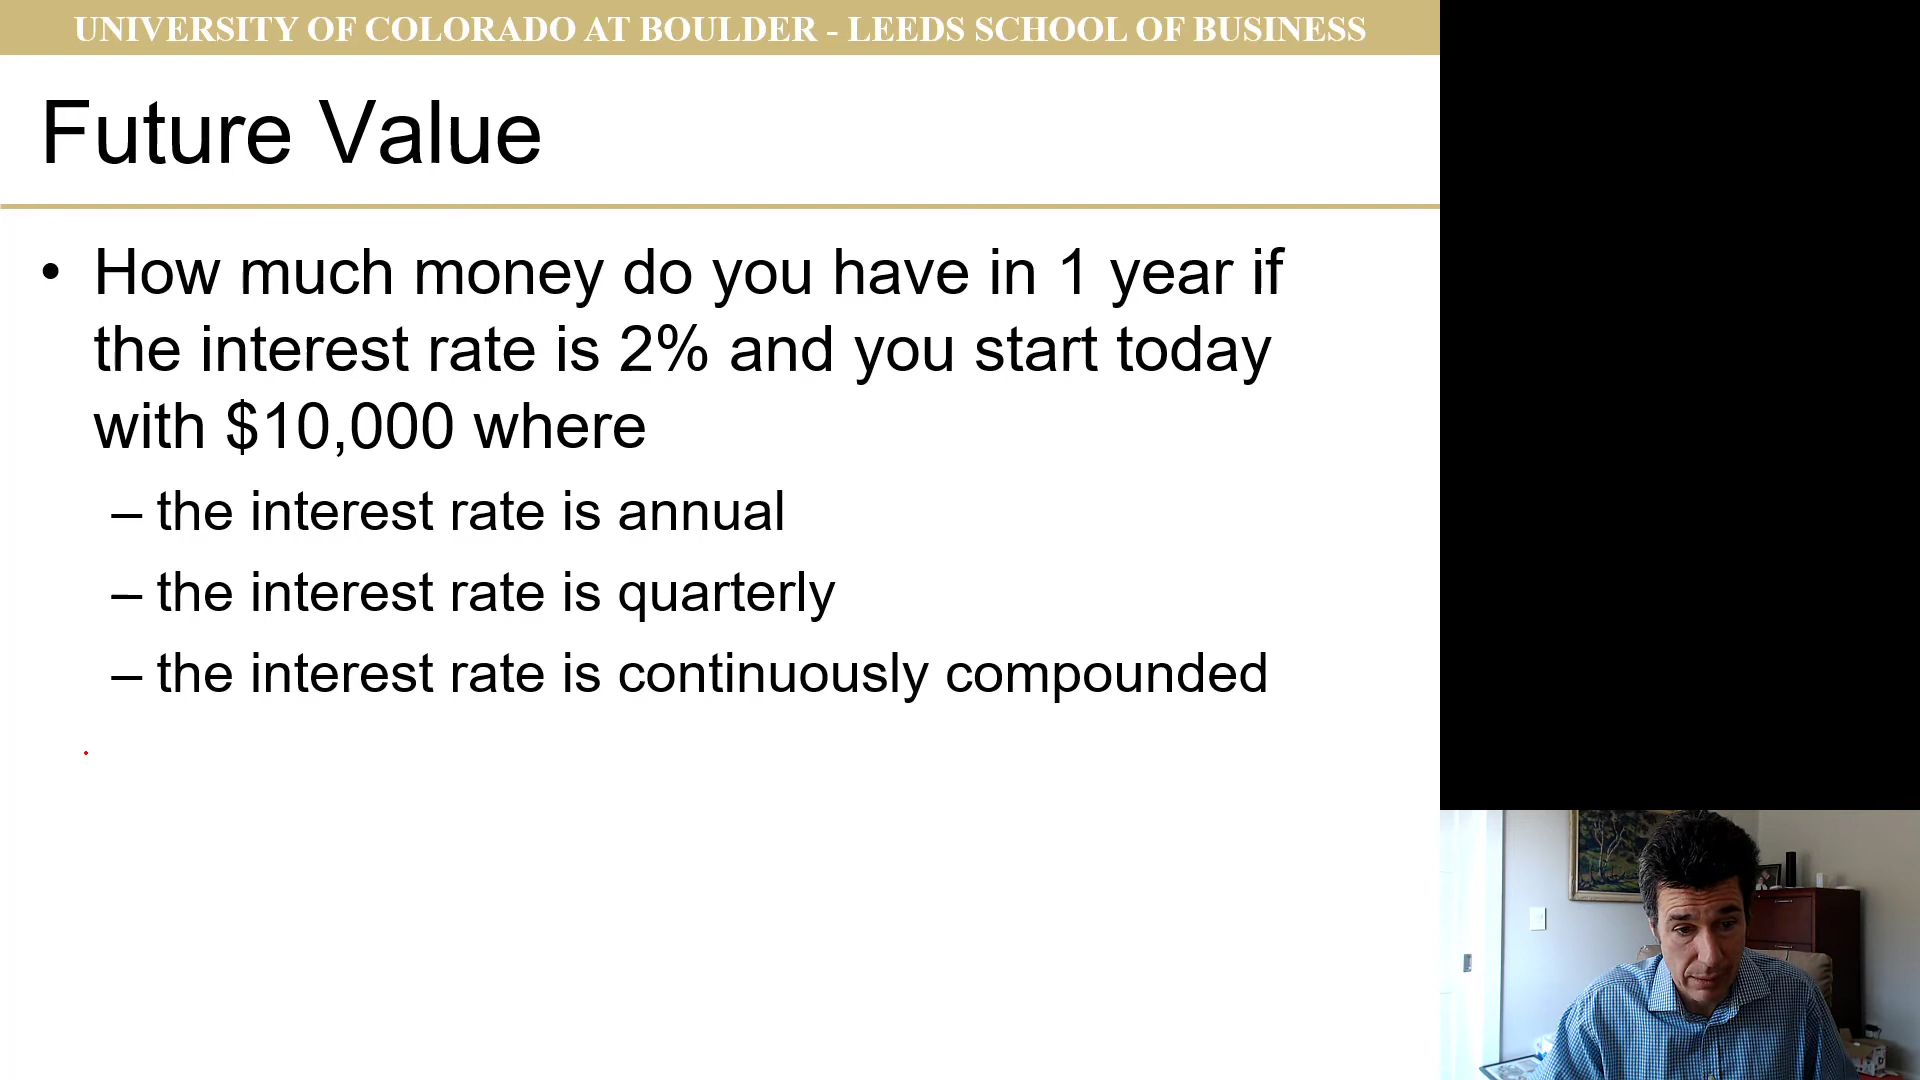 UNIVERSITY OF COLORADO AT BOULDER - LEEDS SCHOOL OF BUSINESS
Future Value
• How much money do you have in 1 year if
the interest rate is 2% and you start today
with $10,000 where
– the interest rate is annual
– the interest rate is quarterly
– the interest rate is continuously compounded